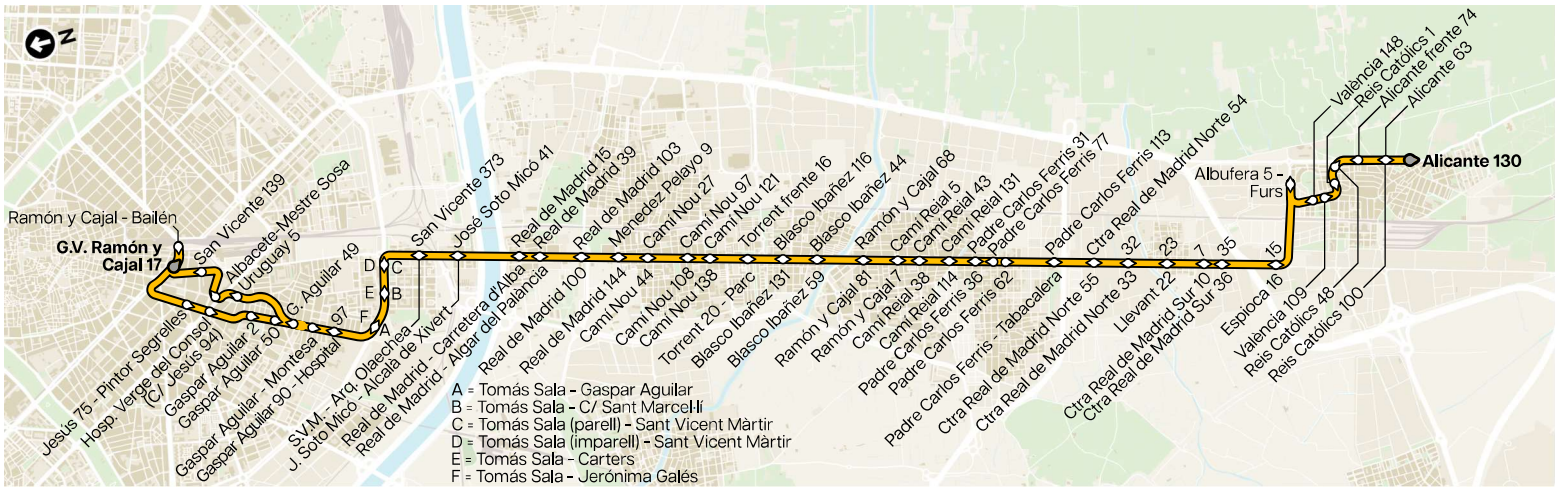 N
Ramón y Cajal - Bailén
G.V. Ramón y
Cajal 17
San Vicente 139
Albacete-Mestre Sosa
Uruguay 5
C. Aguilar 49
97
D
C
E
B
F
A
San Vicente 373
José Soto Micó 41
Real de Madrid 15
Real de Madrid 39
Real de Madrid 103
Menedez Pelayo 9
Camí Nou 27
Camí Nou 97
Camí Nou 121
Torrent frente 16
Blasco Ibañez 116
Blasco Ibañez 44
Ramón y Cajal 68
Camí Reial 5
Camí Reial 43
Camí Reial 131
Padre Carlos Ferris 31
Padre Carlos Ferris 77
Padre Carlos Ferris 113
Ctra Real de Madrid Norte 54
32
23
7
35
15
Albufera 5 -
Furs
València 148
Reis Catòlics 1
Alicante frente 74
Alicante 63
Alicante 130
Jesús 75 - Pintor Segrelles
Hosp. Verge del Consol
(C/ Jesús 94)
Gaspar Aguilar 2
Gaspar Aguilar 50
Gaspar Aguilar - Montesa
Gaspar Aguilar 90 - Hospital
S.V.M - Arq. Olaechea
J. Soto Micó - Alcalà de Xivert
Real de Madrid - Carretera d'Alba
Real de Madrid - Algar del Palància
Real de Madrid 100
Real de Madrid 144
Camí Nou 44
Camí Nou 108
Camí Nou 138
Torrent 20 - Parc
Blasco Ibañez 131
Blasco Ibañez 59
Ramón y Cajal 81
Ramón y Cajal 7
Camí Reial 38
Camí Reial 114
Padre Carlos Ferris 36
Padre Carlos Ferris 62
Padre Carlos Ferris - Tabacalera
Ctra Real de Madrid Norte 55
Ctra Real de Madrid Norte 33
Llevant 22
Ctra Real de Madrid Sur 10
Ctra Real de Madrid Sur 36
Espioca 16
València 109
Reis Catòlics 48
Reis Catòlics 100
A = Tomás Sala - Gaspar Aguilar
B = Tomás Sala - C/ Sant Marcel·lí
C = Tomás Sala (parell) - Sant Vicent Màrtir
D = Tomás Sala (imparell) - Sant Vicent Màrtir
E = Tomás Sala - Carters
F = Tomás Sala - Jerónima Galés